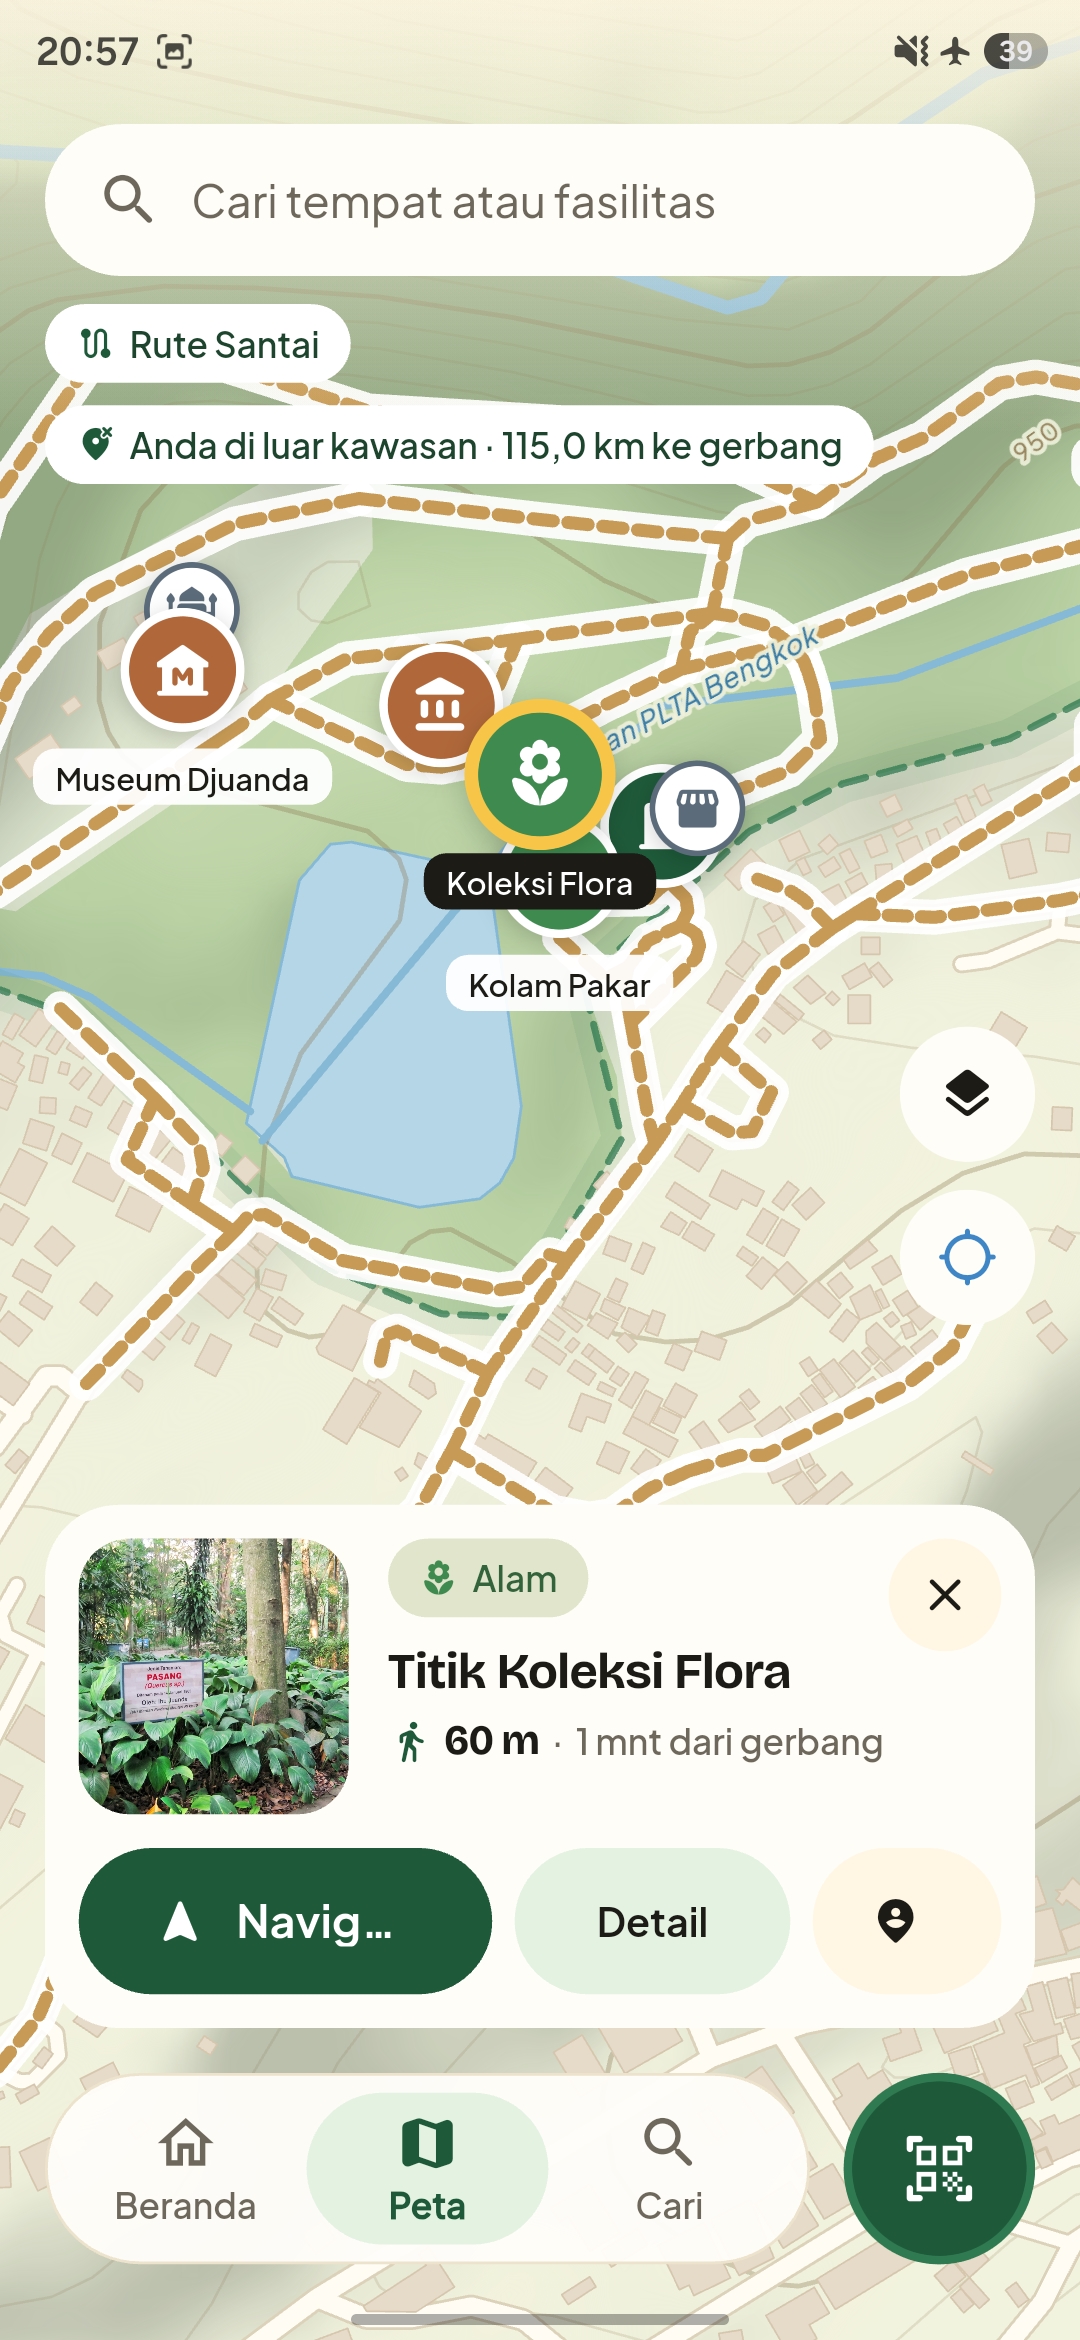 20:57
39
Cari tempat atau fasilitas
Rute Santai
Anda di luar kawasan · 115,0 km ke gerbang
950
an PLTA Bengkok
M
Museum Djuanda
Koleksi Flora
Kolam Pakar
Alam
Titik Koleksi Flora
PASANG
60 m · 1 mnt dari gerbang
Navig...
Detail
Beranda
Peta
Cari